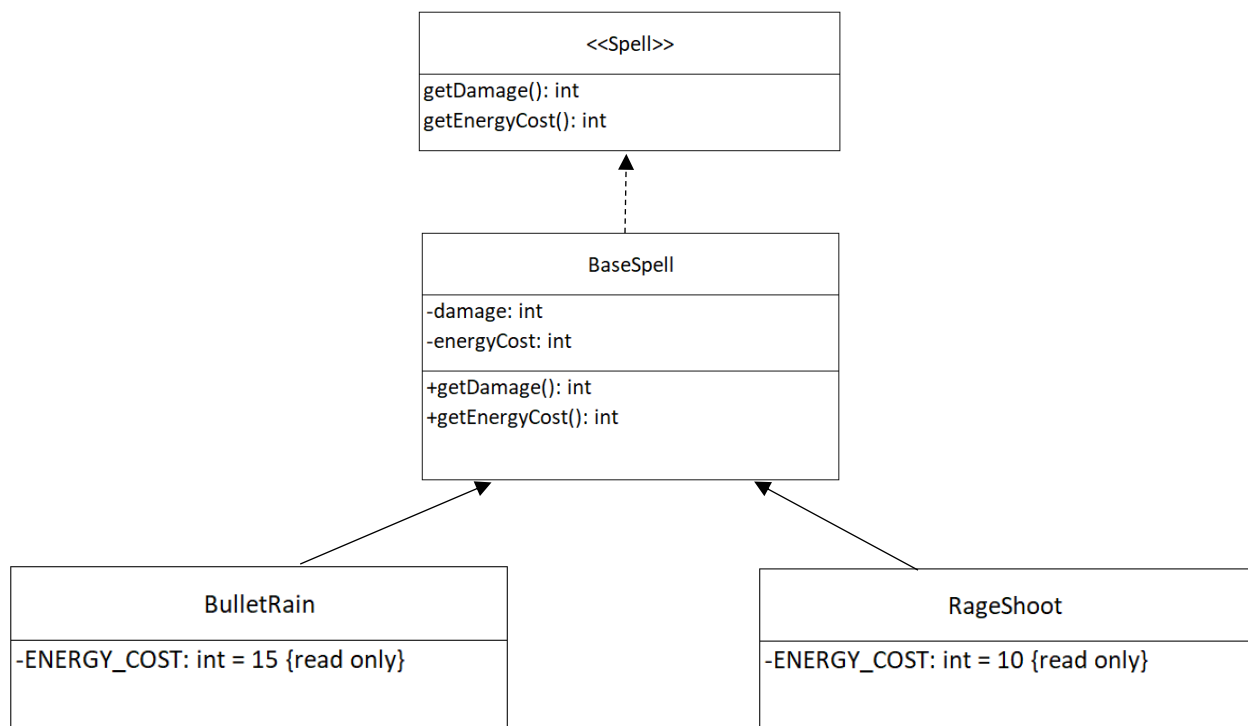 <<Spell>>
getDamage(): int
getEnergyCost(): int
BaseSpell
-damage: int
-energyCost: int
+getDamage(): int
+getEnergyCost(): int
BulletRain
-ENERGY_COST: int = 15 {read only}
RageShoot
-ENERGY_COST: int = 10 {read only}